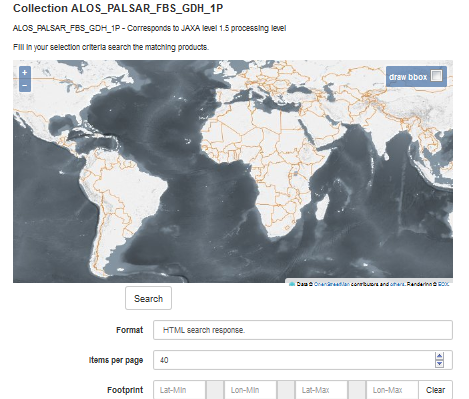 Collection ALOS_PALSAR_FBS_GDH_1P
ALOS_PALSAR_FBS_GDH_1P - Corresponds to JAXA level 1.5 processing level
Fill in your selection criteria search the matching products.
+
–
draw bbox
Data © OpenStreetMap contributors and others, Rendering © EOX
Search
Format HTML search response.
Items per page 40
Footprint Lat-Min Lon-Min Lat-Max Lon-Max Clear